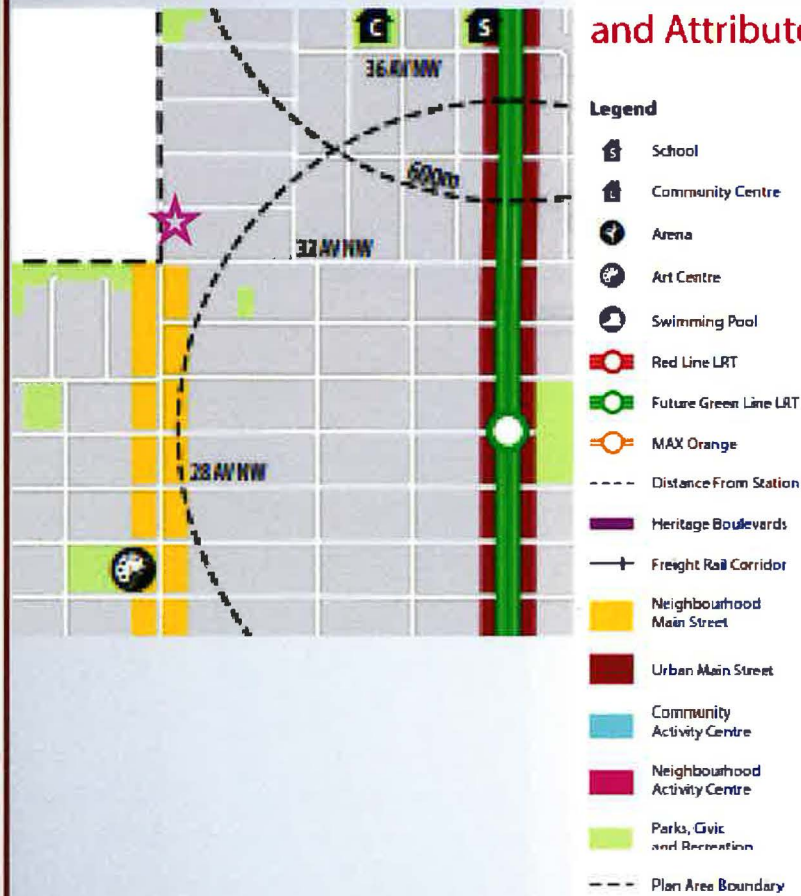 and Attribute
C
S
36 AV NW
600m
32 AV NW
28 AV NW
Legend
S
School
Community Centre
Arena
Art Centre
Swimming Pool
Red Line LRT
Future Green Line LRT
MAX Orange
Distance From Station
Heritage Boulevards
Freight Rail Corridor
Neighbourhood
Main Street
Urban Main Street
Community
Activity Centre
Neighbourhood
Activity Centre
Parks, Civic
and Recreation
Plan Area Boundary